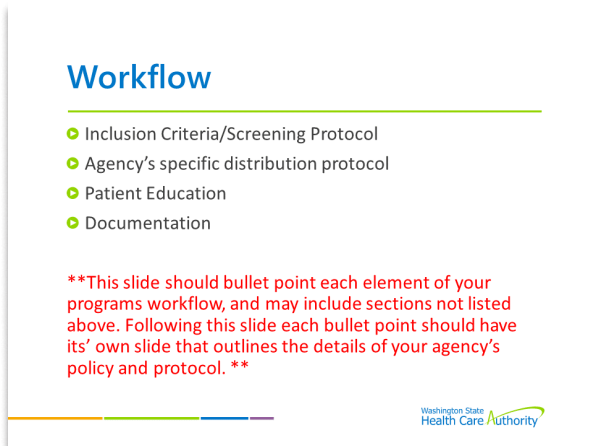 Workflow
Inclusion Criteria/Screening Protocol
Agency's specific distribution protocol
Patient Education
Documentation
**This slide should bullet point each element of your
programs workflow, and may include sections not listed
above. Following this slide each bullet point should have
its' own slide that outlines the details of your agency's
policy and protocol. **
Washington State
Health Care Authority